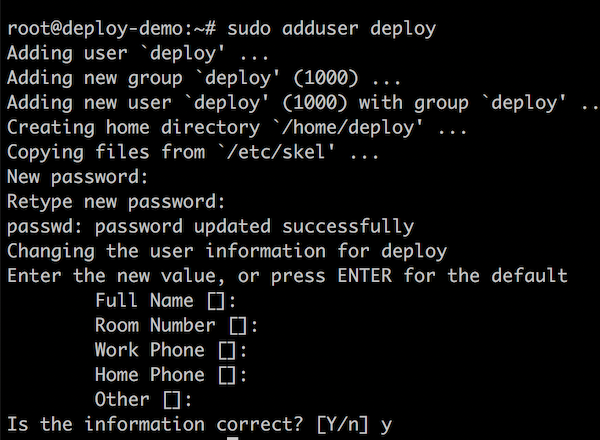 root@deploy-demo:~# sudo adduser deploy
Adding user `deploy' ...
Adding new group `deploy' (1000) ...
Adding new user `deploy' (1000) with group `deploy' ..
Creating home directory `/home/deploy' ...
Copying files from `/etc/skel' ...
New password:
Retype new password:
passwd: password updated successfully
Changing the user information for deploy
Enter the new value, or press ENTER for the default
Full Name []:
Room Number []:
Work Phone []:
Home Phone []:
Other []:
Is the information correct? [Y/n] y